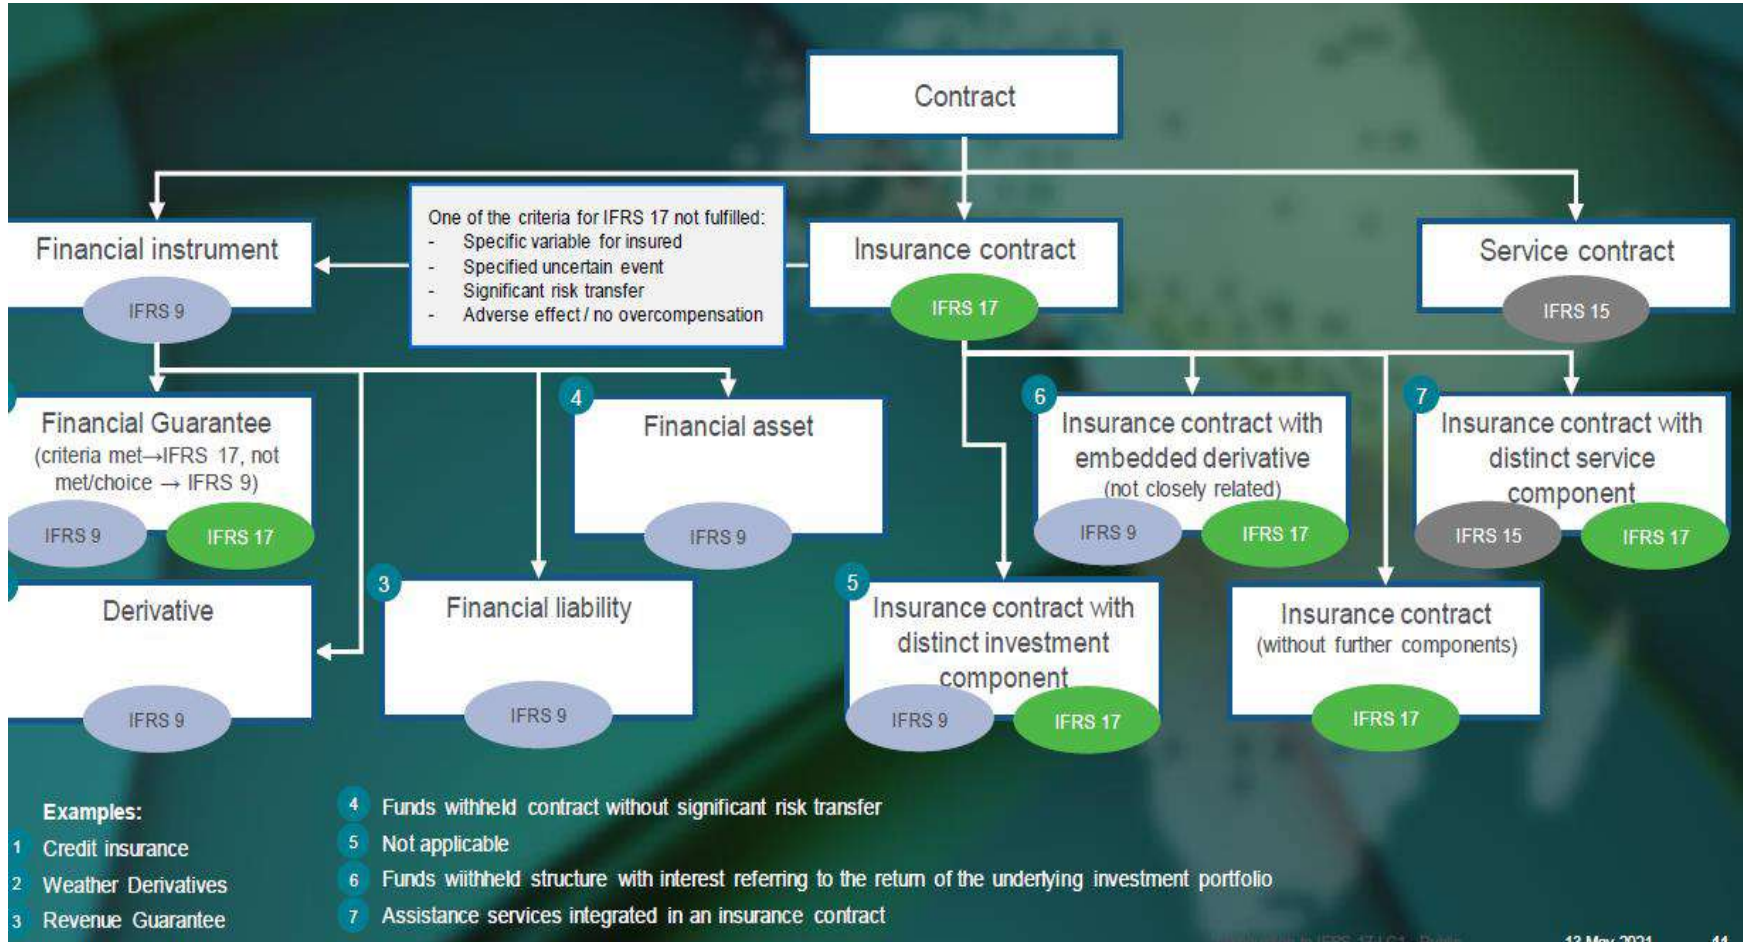 Contract
One of the criteria for IFRS 17 not fulfilled:
- Specific variable for insured
- Specified uncertain event
- Significant risk transfer
- Adverse effect / no overcompensation
Financial instrument
IFRS 9
Insurance contract
IFRS 17
Service contract
IFRS 15
Financial Guarantee
(criteria met→IFRS 17, not
met/choice → IFRS 9)
IFRS 9
IFRS 17
4
Financial asset
IFRS 9
6
Insurance contract with
embedded derivative
(not closely related)
IFRS 9
IFRS 17
7
Insurance contract with
distinct service
component
IFRS 15
IFRS 17
Derivative
IFRS 9
3
Financial liability
IFRS 9
5
Insurance contract with
distinct investment
component
IFRS 9
IFRS 17
Insurance contract
(without further components)
IFRS 17
Examples:
1 Credit insurance
2 Weather Derivatives
3 Revenue Guarantee
4 Funds withheld contract without significant risk transfer
5 Not applicable
6 Funds wiithheld structure with interest referring to the return of the underlying investment portfolio
7 Assistance services integrated in an insurance contract